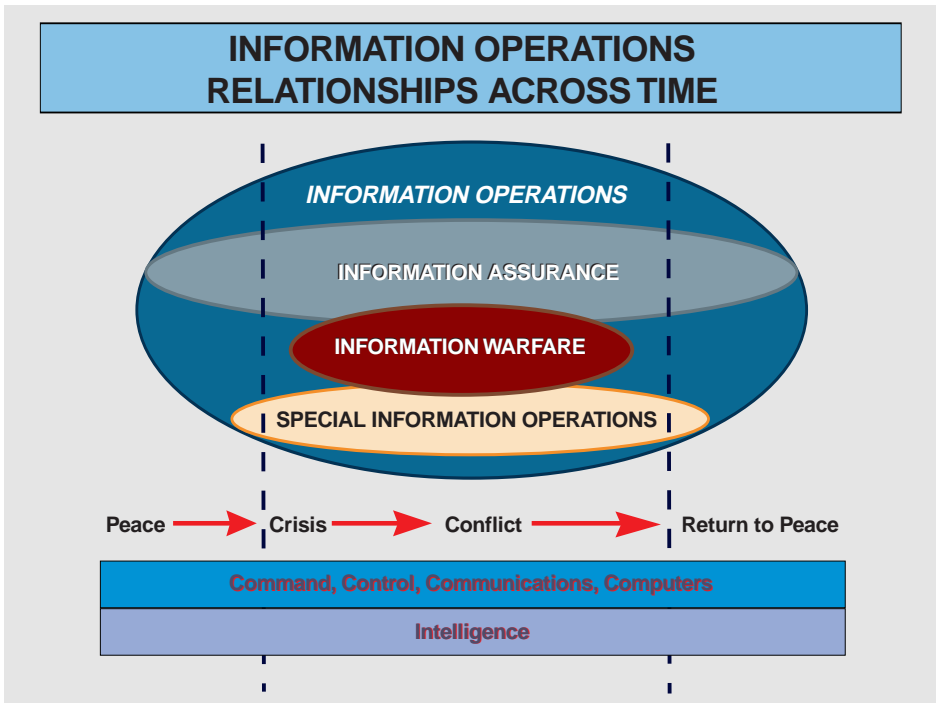 INFORMATION OPERATIONS
RELATIONSHIPS ACROSS TIME
INFORMATION OPERATIONS
INFORMATION ASSURANCE
INFORMATION WARFARE
SPECIAL INFORMATION OPERATIONS
Peace Crisis Conflict Return to Peace
Command, Control, Communications, Computers
Intelligence